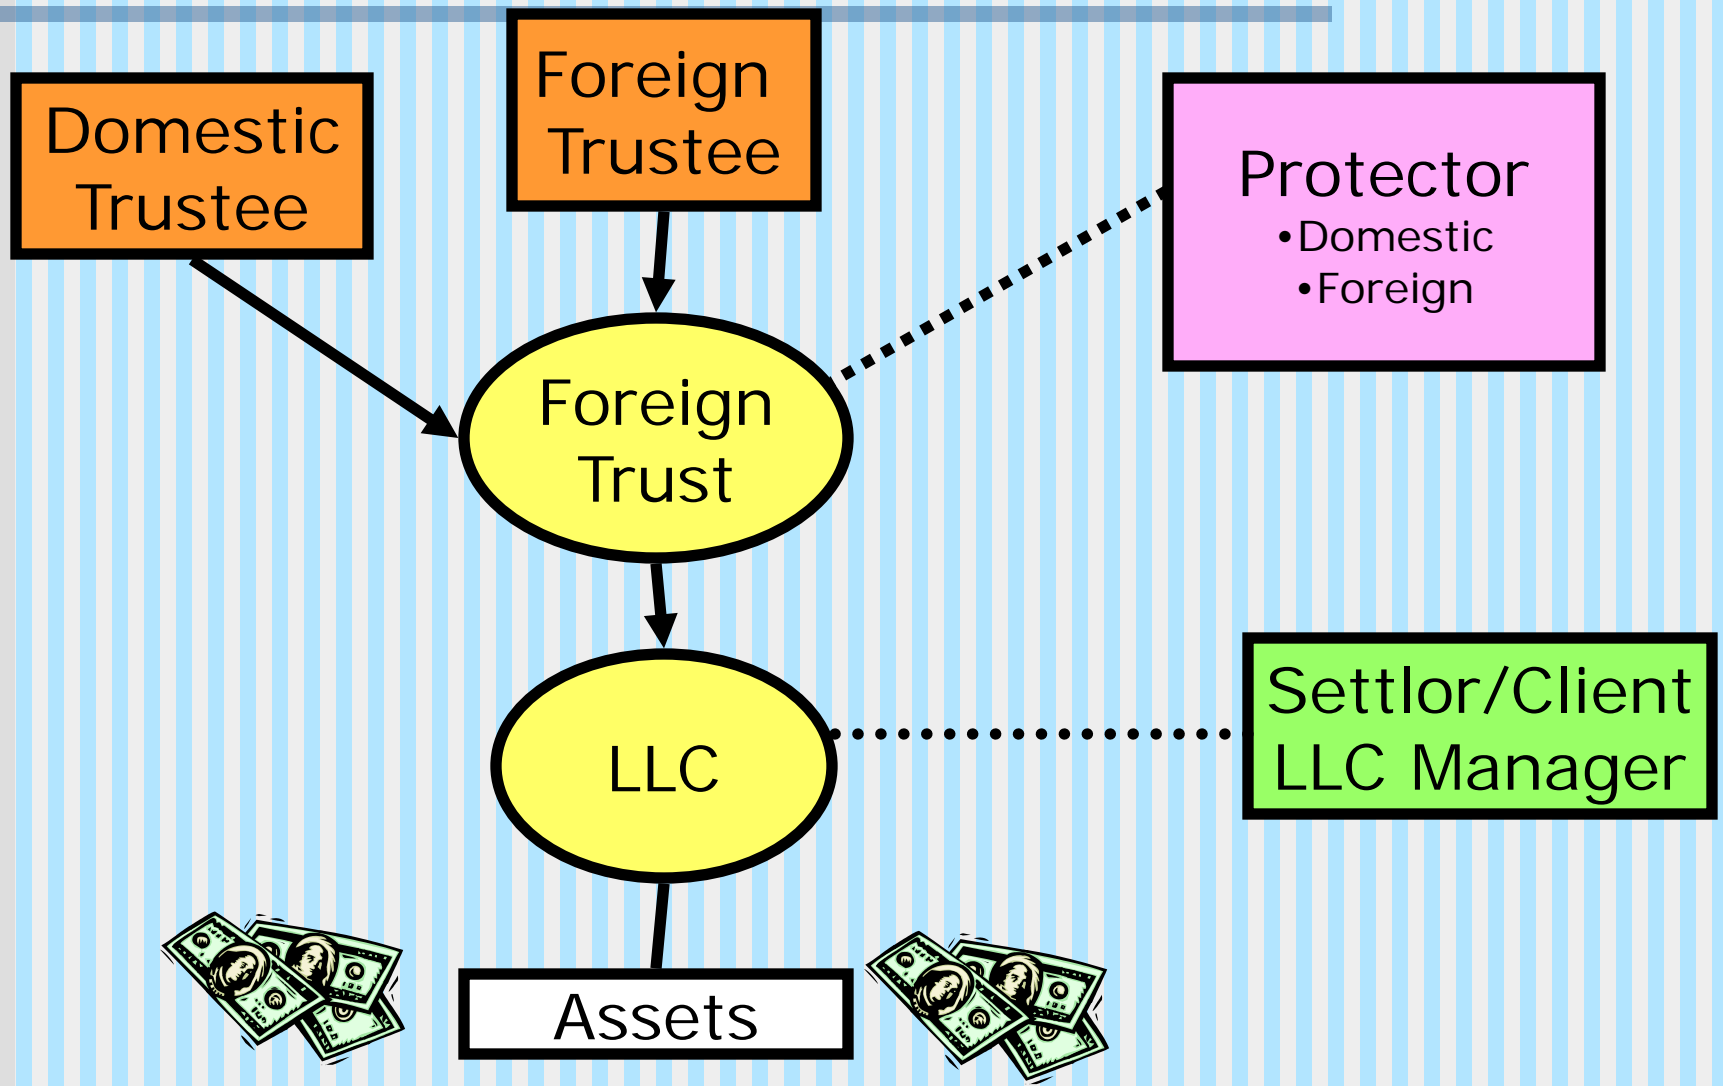 Foreign
Trustee
Domestic
Trustee
Protector
•Domestic
•Foreign
Foreign
Trust
Settlor/Client
LLC Manager
LLC
Assets